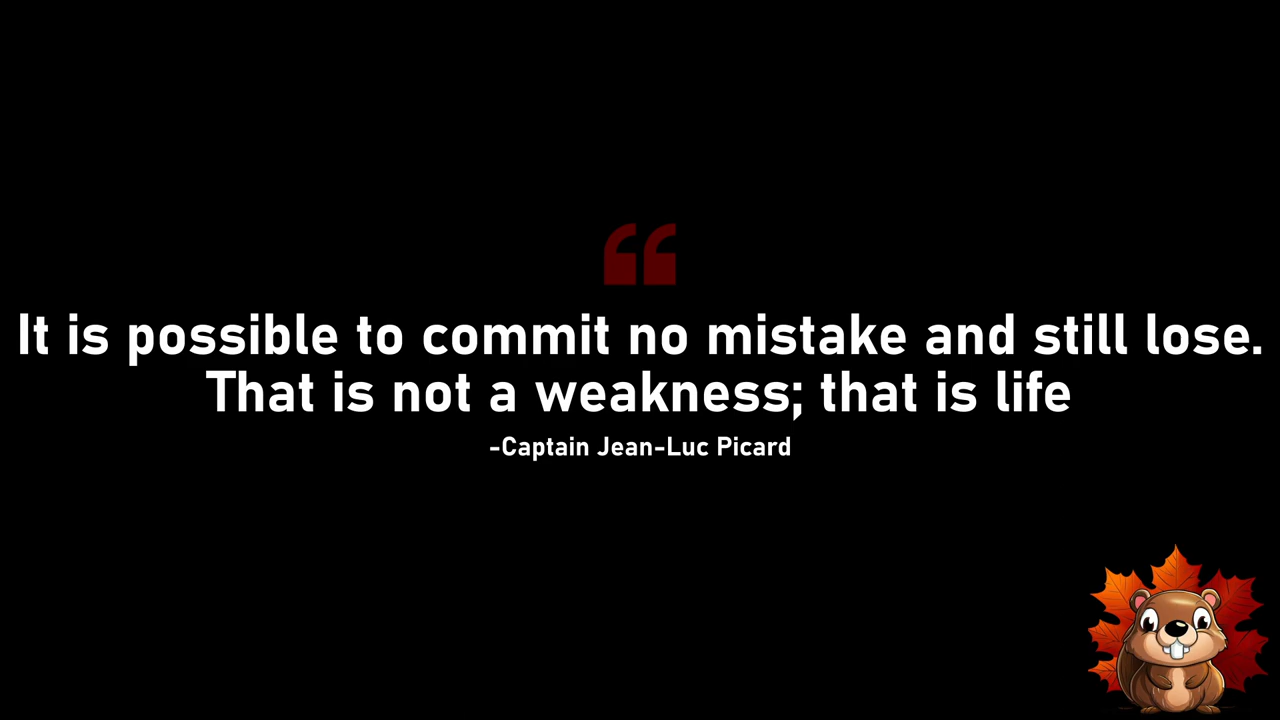 “
It is possible to commit no mistake and still lose.
That is not a weakness; that is life
-Captain Jean-Luc Picard